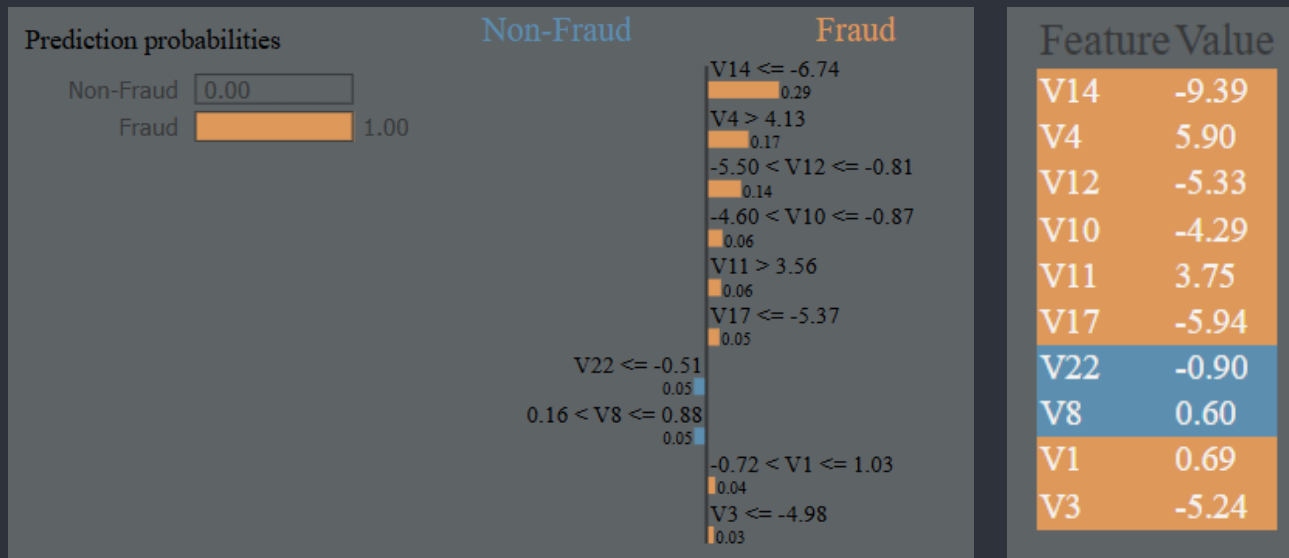 Prediction probabilities
Non-Fraud 0.00
Fraud 1.00
Non-Fraud Fraud
V14 <= -6.74
0.29
V4 > 4.13
0.17
-5.50 < V12 <= -0.81
0.14
-4.60 < V10 <= -0.87
0.06
V11 > 3.56
0.06
V17 <= -5.37
0.05
V22 <= -0.51
0.05
0.16 < V8 <= 0.88
0.05
-0.72 < V1 <= 1.03
0.04
V3 <= -4.98
0.03
Feature Value
V14 -9.39
V4 5.90
V12 -5.33
V10 -4.29
V11 3.75
V17 -5.94
V22 -0.90
V8 0.60
V1 0.69
V3 -5.24